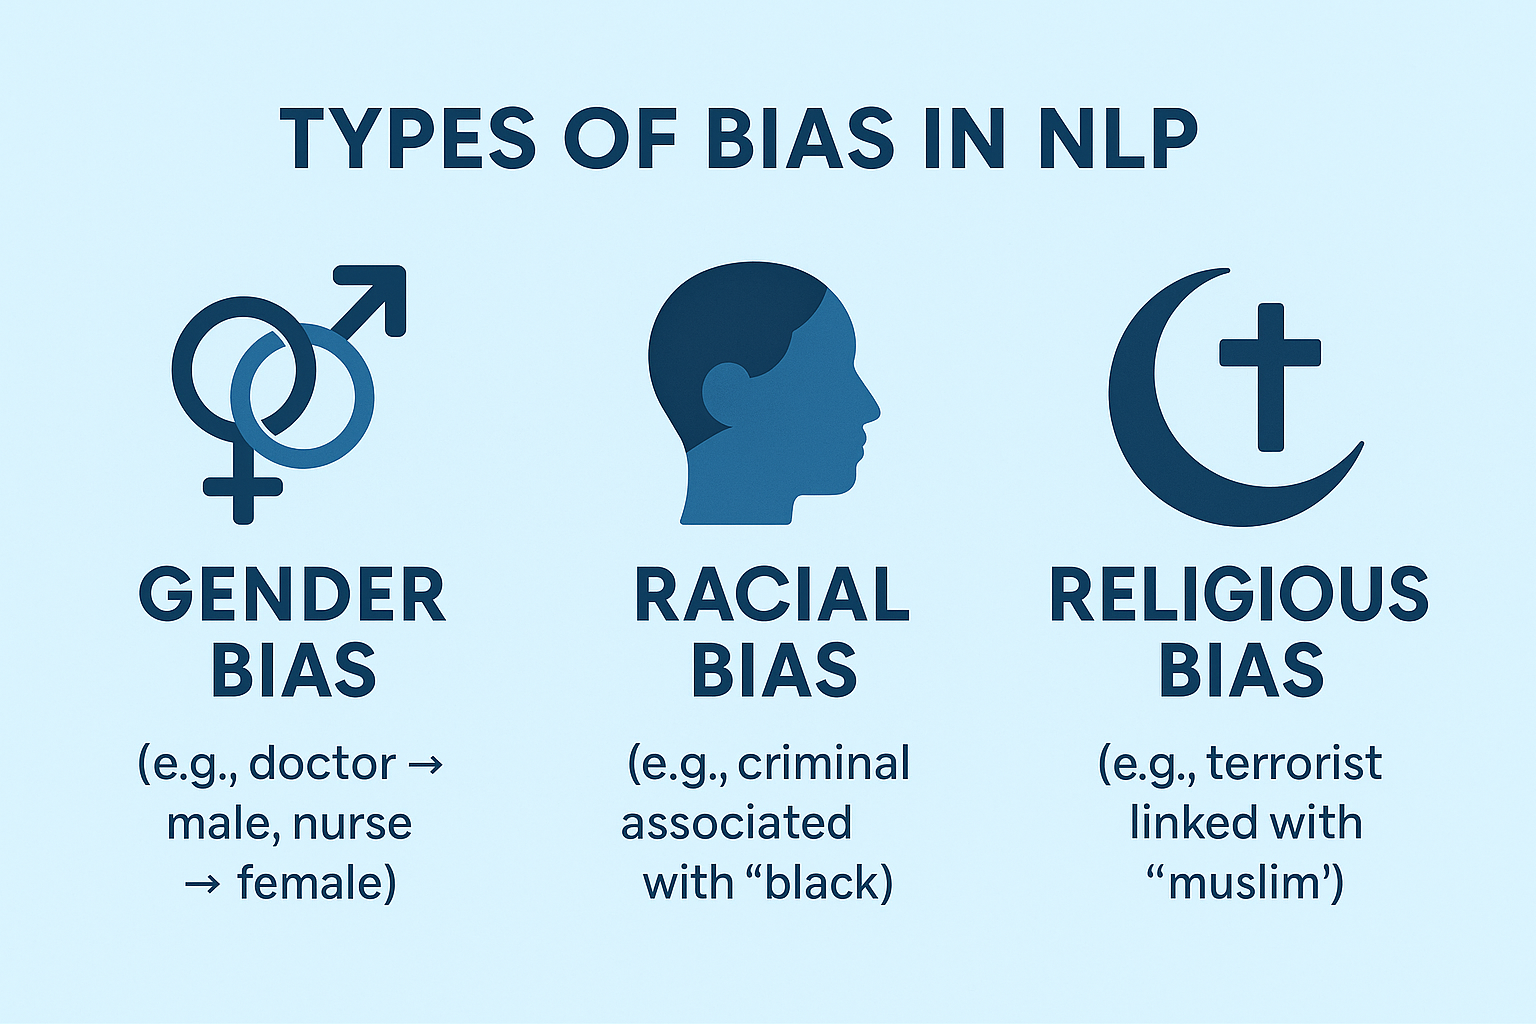 TYPES OF BIAS IN NLP
GENDER
BIAS
(e.g., doctor →
male, nurse
→ female)
RACIAL
BIAS
(e.g., criminal
associated
with “black)
RELIGIOUS
BIAS
(e.g., terrorist
linked with
“muslim’)